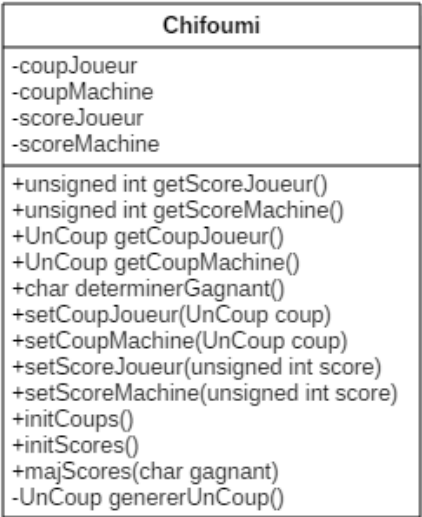 Chifoumi
-coupJoueur
-coupMachine
-scoreJoueur
-scoreMachine
+unsigned int getScoreJoueur()
+unsigned int getScoreMachine()
+UnCoup getCoupJoueur()
+UnCoup getCoupMachine()
+char determinerGagnant()
+setCoupJoueur(UnCoup coup)
+setCoupMachine(UnCoup coup)
+setScoreJoueur(unsigned int score)
+setScoreMachine(unsigned int score)
+initCoups()
+initScores()
+majScores(char gagnant)
-UnCoup genererUnCoup()